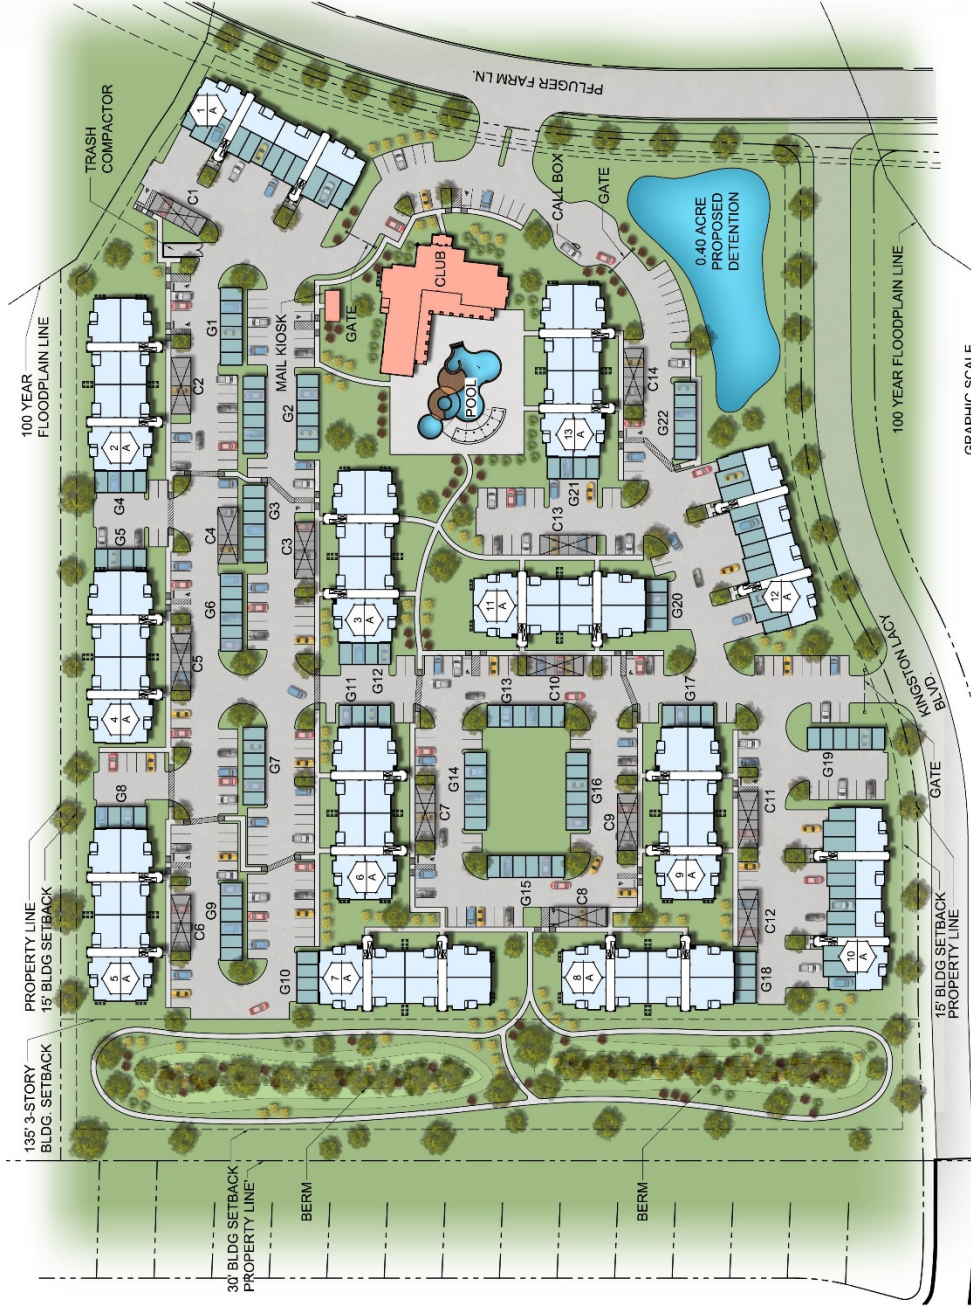 PFLUGER FARM LN.
TRASH
COMPACTOR
1
A
C1
CALL BOX
GATE
100 YEAR
FLOODPLAIN LINE
0.40 ACRE
PROPOSED
DETENTION
CLUB
GATE
MAIL KIOSK
POOL
G1
C2
G2
2
A
G4
G5
C4
G3
C3
G6
C5
4
A
3
A
G11
G12
13
A
C14
G22
G21
C13
11
A
G20
12
A
100 YEAR FLOODPLAIN LINE
GRAPHIC SCALE
KINGSTON LACY
BLVD.
GATE
G13
C10
G17
G14
C7
G16
C9
G15
C8
6
A
9
A
C11
G19
C12
10
A
G18
8
A
7
A
G10
G7
G8
G9
C6
5
A
PROPERTY LINE
15' BLDG SETBACK
135' 3-STORY
BLDG. SETBACK
30' BLDG SETBACK
PROPERTY LINE
BERM
BERM
15' BLDG SETBACK
PROPERTY LINE